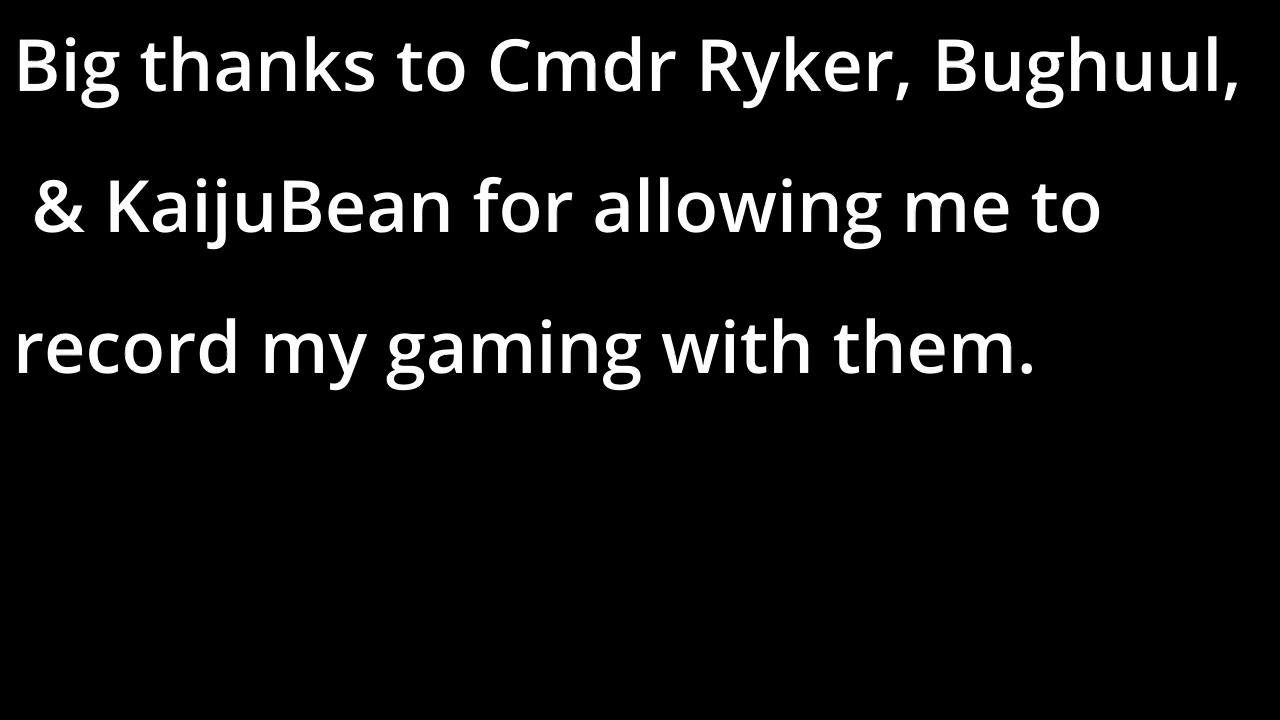 Big thanks to Cmdr Ryker, Bughuul,
& KaijuBean for allowing me to
record my gaming with them.